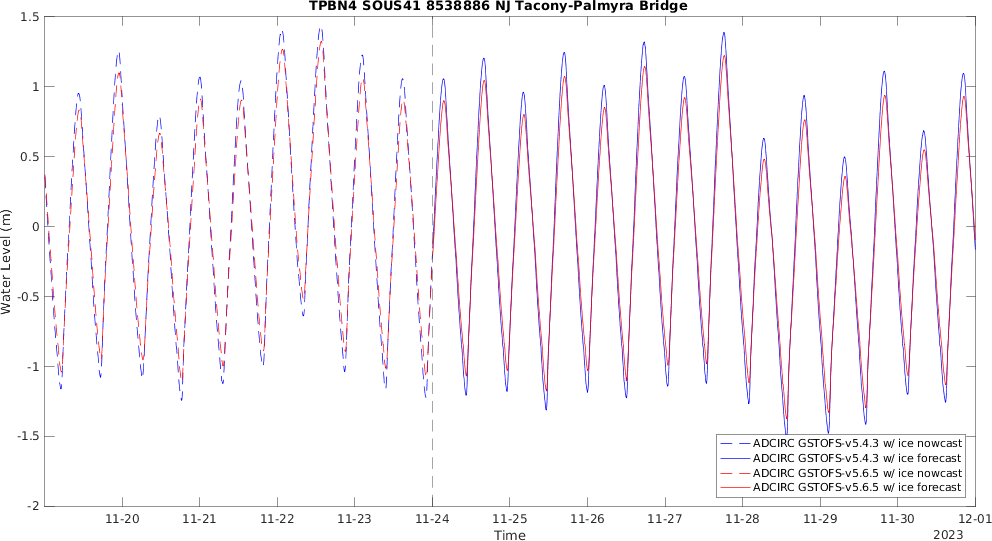 TPBN4 SOUS41 8538886 NJ Tacony-Palmyra Bridge
1.5
1
0.5
0
-0.5
-1
-1.5
-2
Water Level (m)
ADCIRC GSTOFS-v5.4.3 w/ ice nowcast
ADCIRC GSTOFS-v5.4.3 w/ ice forecast
ADCIRC GSTOFS-v5.6.5 w/ ice nowcast
ADCIRC GSTOFS-v5.6.5 w/ ice forecast
11-20 11-21 11-22 11-23 11-24 11-25 11-26 11-27 11-28 11-29 11-30 12-01
Time
2023